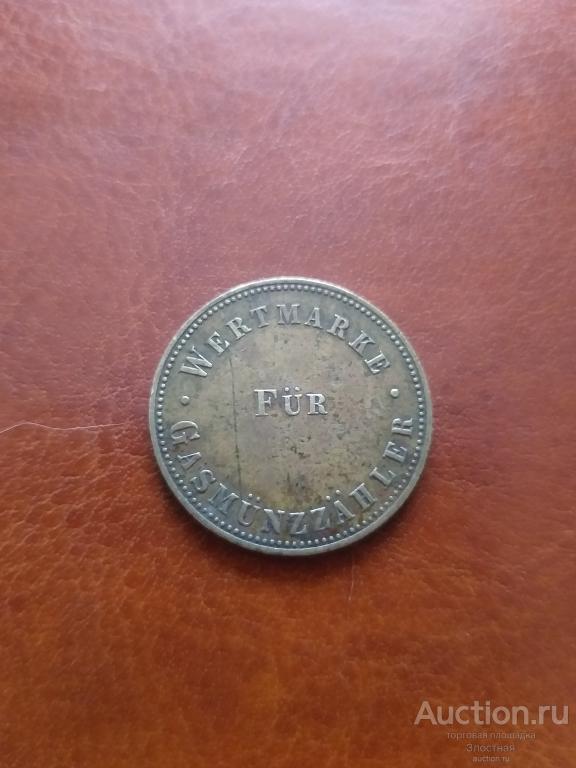 WERTMARKE
FÜR
GASMÜNZZÄHLER
Auction.ru
торговая площадка
Злостная
auction.ru